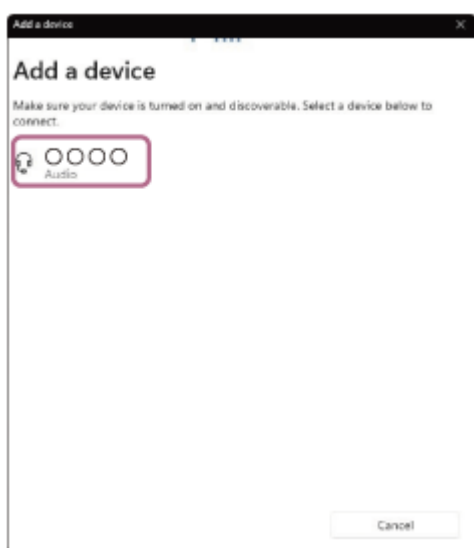 Add a device
Add a device
Make sure your device is turned on and discoverable. Select a device below to
connect.
OOOO
Audio
Cancel